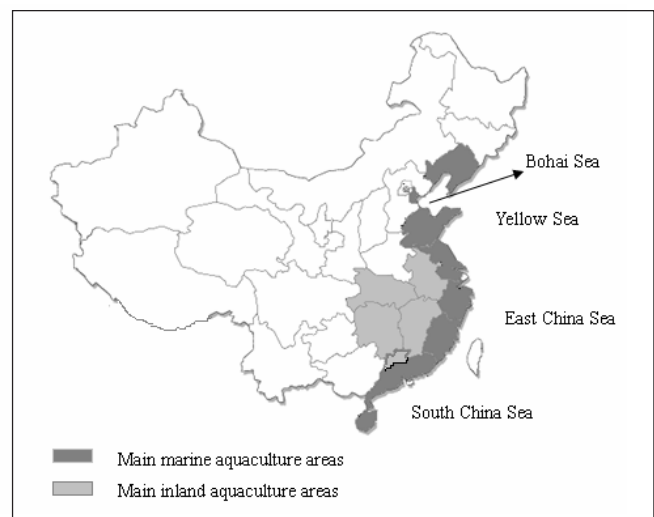 Bohai Sea
Yellow Sea
East China Sea
South China Sea
Main marine aquaculture areas
Main inland aquaculture areas